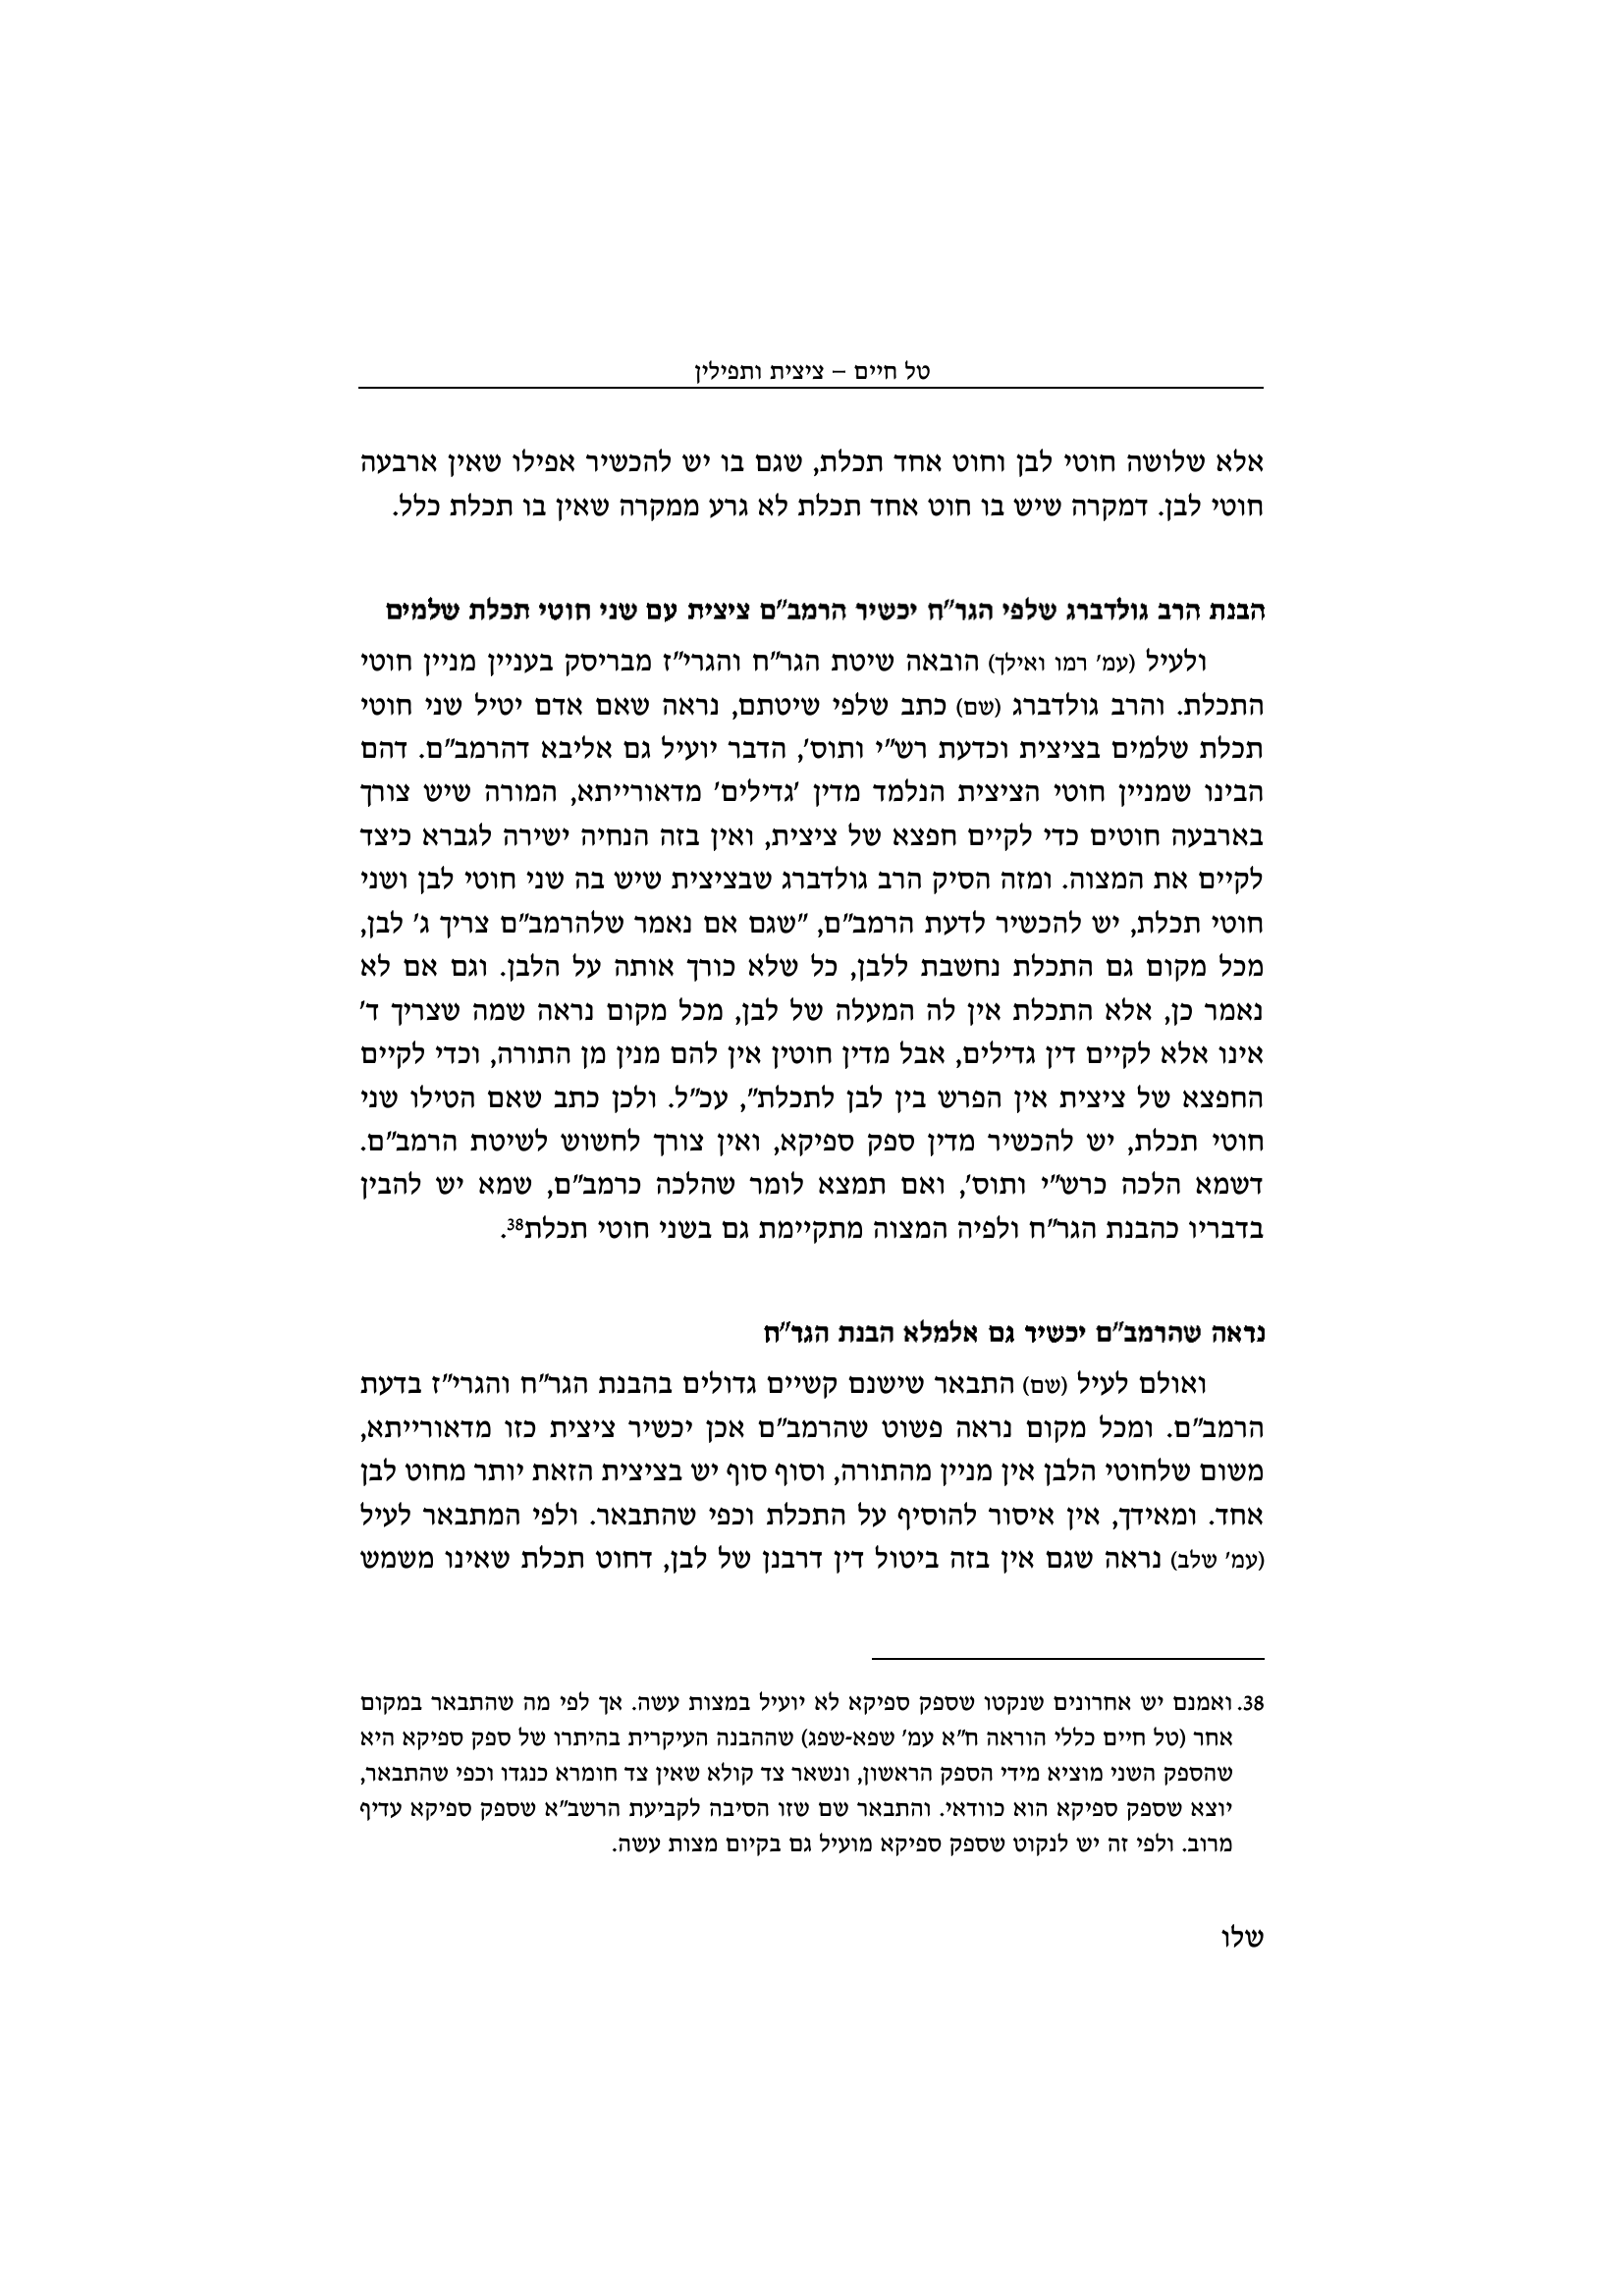 טל חיים – ציצית ותפילין
אלא שלושה חוטי לבן וחוט אחד תכלת, שגם בו יש להכשיר אפילו שאין ארבעה
חוטי לבן. דמקרה שיש בו חוט אחד תכלת לא גרע ממקרה שאין בו תכלת כלל.
הבנת הרב גולדברג שלפי הגר"ח יכשיר הרמב"ם ציצית עם שני חוטי תכלת שלמים
ולעיל (עמ' רמו ואילך) הובאה שיטת הגר"ח והגרי"ז מבריסק בעניין מניין חוטי
התכלת. והרב גולדברג (שם) כתב שלפי שיטתם, נראה שאם אדם יטיל שני חוטי
תכלת שלמים בציצית וכדעת רש"י ותוס', הדבר יועיל גם אליבא דהרמב"ם. דהם
הבינו שמניין חוטי הציצית הנלמד מדין 'גדילים' מדאורייתא, המורה שיש צורך
בארבעה חוטים כדי לקיים חפצא של ציצית, ואין בזה הנחיה ישירה לגברא כיצד
לקיים את המצוה. ומזה הסיק הרב גולדברג שבציצית שיש בה שני חוטי לבן ושני
חוטי תכלת, יש להכשיר לדעת הרמב"ם, "שגם אם נאמר שלהרמב"ם צריך ג' לבן,
מכל מקום גם התכלת נחשבת ללבן, כל שלא כורך אותה על הלבן. וגם אם לא
נאמר כן, אלא התכלת אין לה המעלה של לבן, מכל מקום נראה שמה שצריך ד'
אינו אלא לקיים דין גדילים, אבל מדין חוטין אין להם מנין מן התורה, וכדי לקיים
החפצא של ציצית אין הפרש בין לבן לתכלת", עכ"ל. ולכן כתב שאם הטילו שני
חוטי תכלת, יש להכשיר מדין ספק ספיקא, ואין צורך לחשוש לשיטת הרמב"ם.
דשמא הלכה כרש"י ותוס', ואם תמצא לומר שהלכה כרמב"ם, שמא יש להבין
בדבריו כהבנת הגר"ח ולפיה המצוה מתקיימת גם בשני חוטי תכלת38.
נראה שהרמב"ם יכשיר גם אלמלא הבנת הגר"ח
ואולם לעיל (שם) התבאר שישנם קשיים גדולים בהבנת הגר"ח והגרי"ז בדעת
הרמב"ם. ומכל מקום נראה פשוט שהרמב"ם אכן יכשיר ציצית כזו מדאורייתא,
משום שלחוטי הלבן אין מניין מהתורה, וסוף סוף יש בציצית הזאת יותר מחוט לבן
אחד. ומאידך, אין איסור להוסיף על התכלת וכפי שהתבאר. ולפי המתבאר לעיל
(עמ' שלב) נראה שגם אין בזה ביטול דין דרבנן של לבן, דחוט תכלת שאינו משמש
38. ואמנם יש אחרונים שנקטו שספק ספיקא לא יועיל במצות עשה. אך לפי מה שהתבאר במקום
אחר (טל חיים כללי הוראה ח"א עמ' שפא-שפג) שההבנה העיקרית בהיתרו של ספק ספיקא היא
שהספק השני מוציא מידי הספק הראשון, ונשאר צד קולא שאין צד חומרא כנגדו וכפי שהתבאר,
יוצא שספק ספיקא הוא כוודאי. והתבאר שם שזו הסיבה לקביעת הרשב"א שספק ספיקא עדיף
מרוב. ולפי זה יש לנקוט שספק ספיקא מועיל גם בקיום מצות עשה.
שלו